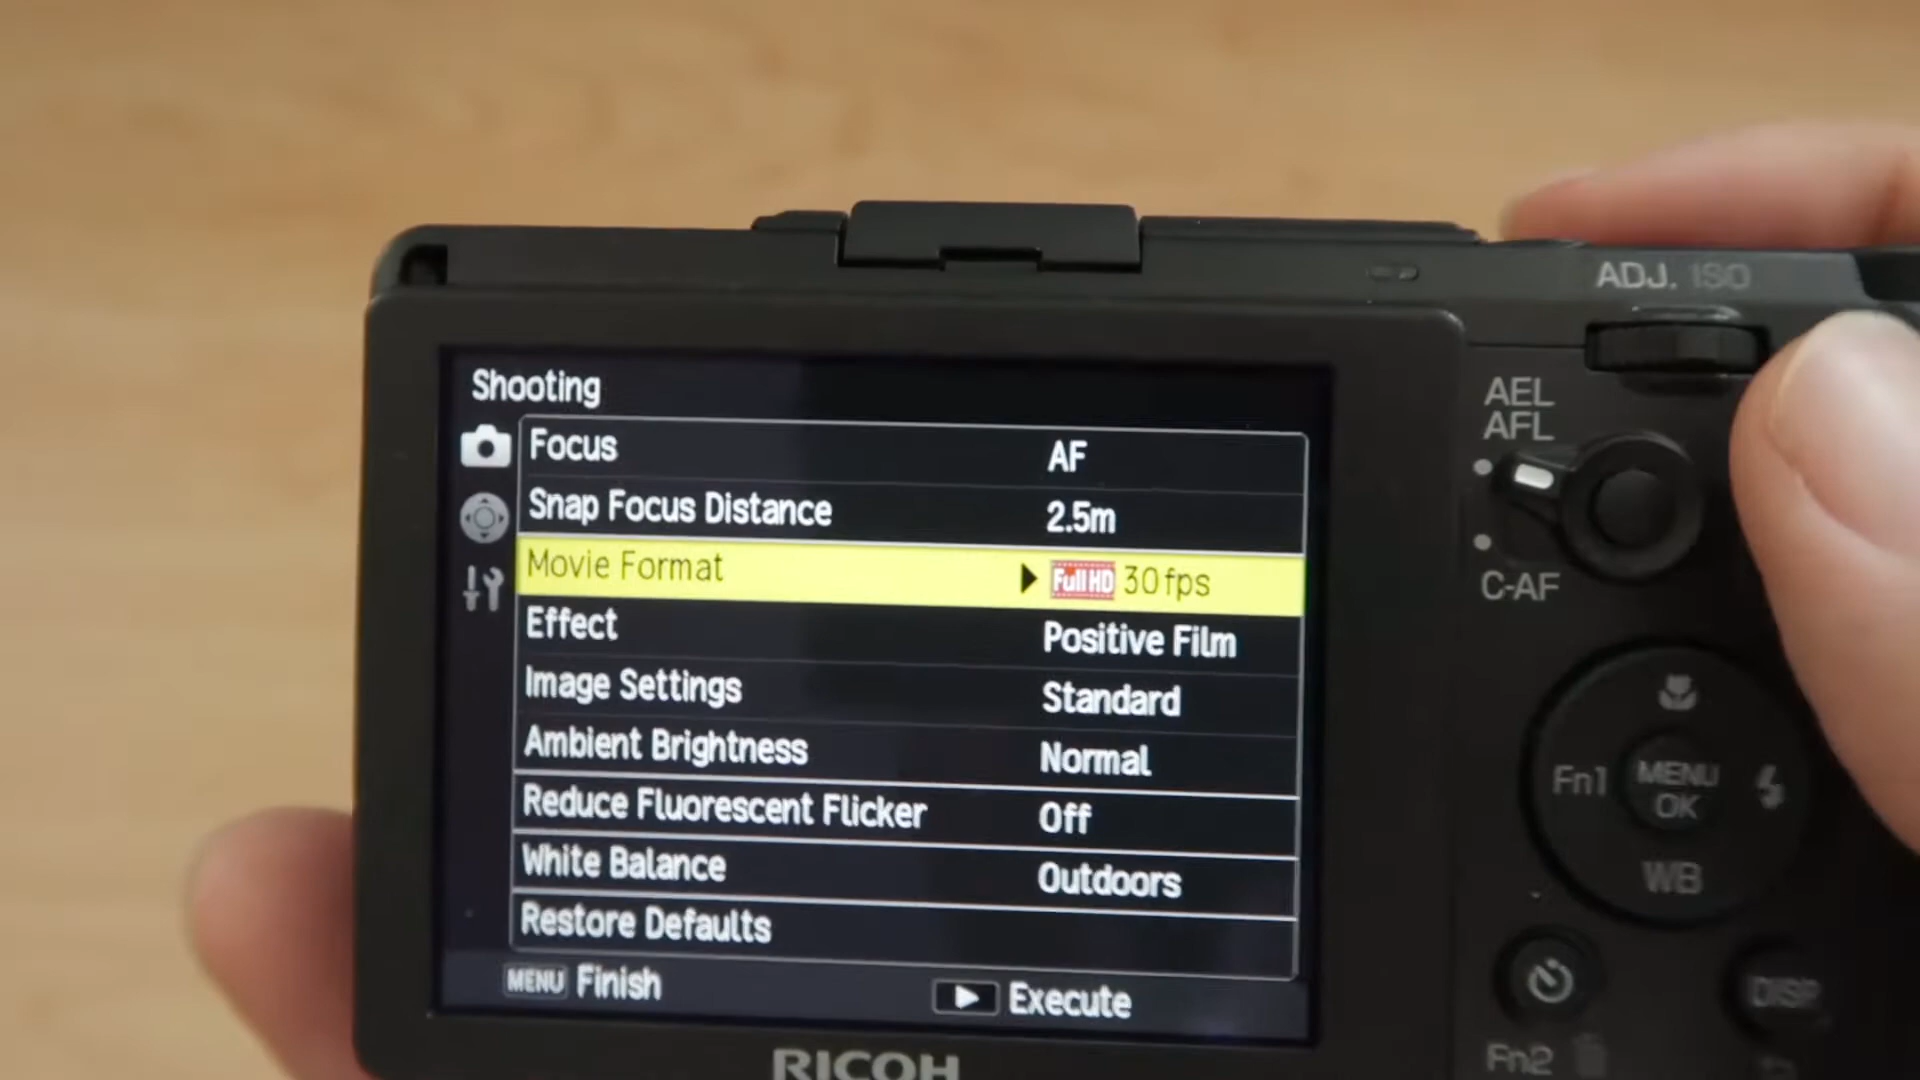 ADJ. ISO
AEL
AFL
Shooting
Focus AF
Snap Focus Distance 2.5m
Movie Format Full HD 30fps
Effect Positive Film
Image Settings Standard
Ambient Brightness Normal
Reduce Fluorescent Flicker Off
White Balance Outdoors
Restore Defaults
MENU Finish Execute
C-AF
Fn1 MENU
OK
WB
DISP.
Fn2
RICOH